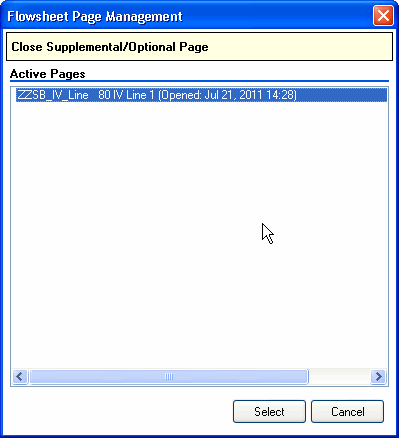 Flowsheet Page Management
Close Supplemental/Optional Page
Active Pages
ZZSB_IV_Line 80 IV Line 1 (Opened: Jul 21, 2011 14:28)
Select Cancel